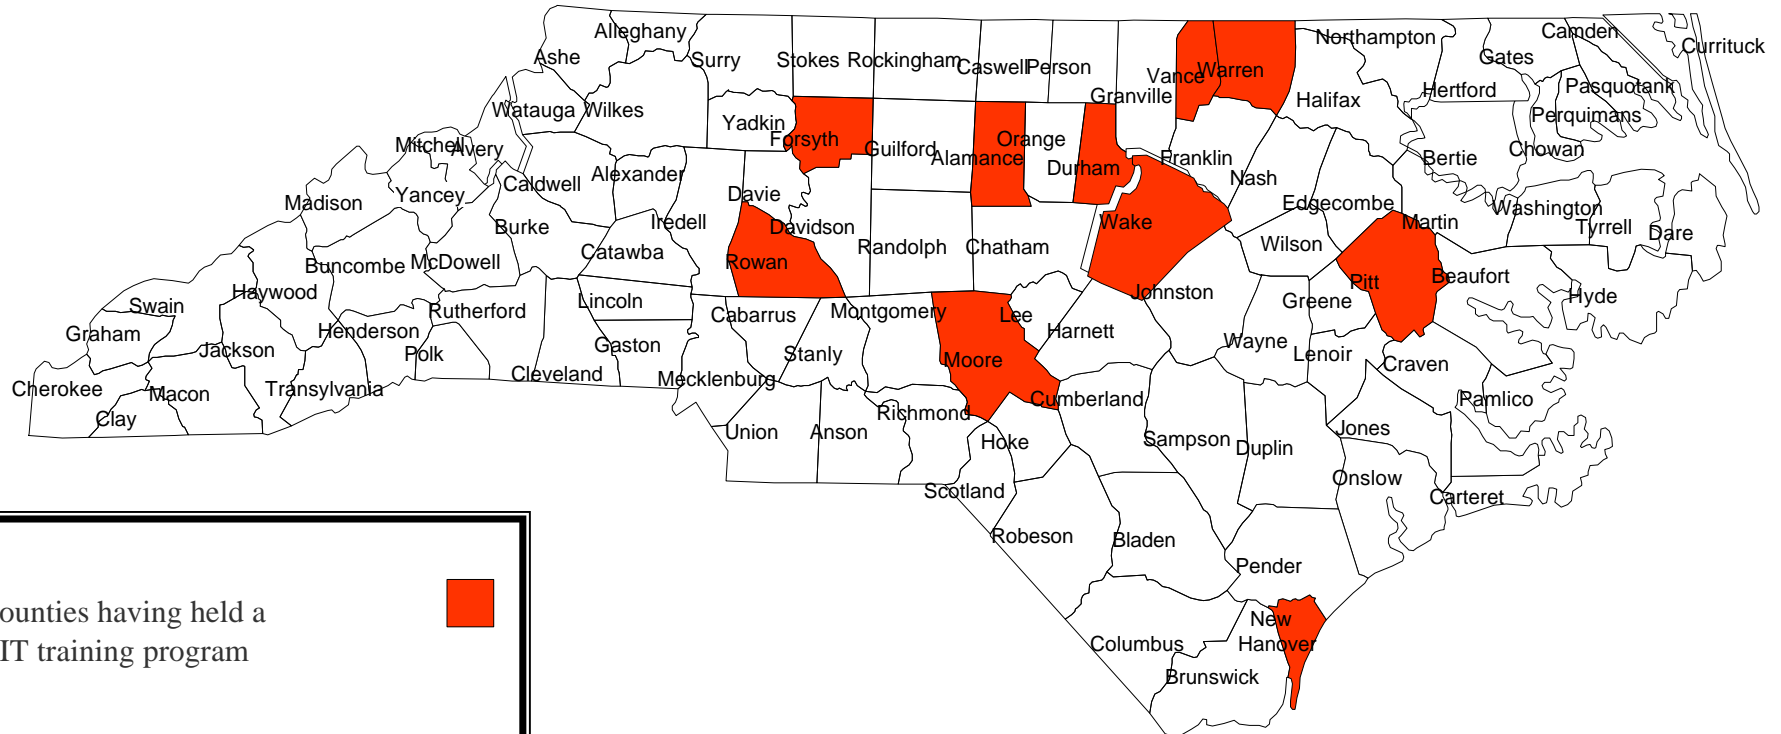 Alleghany
Northampton
Camden
Currituck
Ashe
Surry
Stokes
Rockingham
Caswell
Person
Gates
Vance
Warren
Granville
Halifax
Hertford
Pasquotank
Perquimans
Watauga
Wilkes
Yadkin
Forsyth
Guilford
Alamance
Orange
Durham
Franklin
Nash
Bertie
Chowan
Mitchell
Avery
Yancey
Caldwell
Alexander
Davie
Iredell
Davidson
Edgecombe
Martin
Washington
Tyrrell
Dare
Madison
Burke
Catawba
Rowan
Randolph
Chatham
Wake
Wilson
Buncombe
McDowell
Pitt
Beaufort
Hyde
Haywood
Swain
Rutherford
Lincoln
Cabarrus
Montgomery
Lee
Johnston
Greene
Graham
Henderson
Harnett
Jackson
Polk
Gaston
Stanly
Moore
Wayne
Lenoir
Craven
Cherokee
Macon
Transylvania
Cleveland
Mecklenburg
Clay
Richmond
Cumberland
Pamlico
Union
Anson
Hoke
Sampson
Duplin
Jones
Scotland
Onslow
Carteret
Robeson
Bladen
Pender
New
Hanover
Columbus
Brunswick
ounties having held a
IT training program